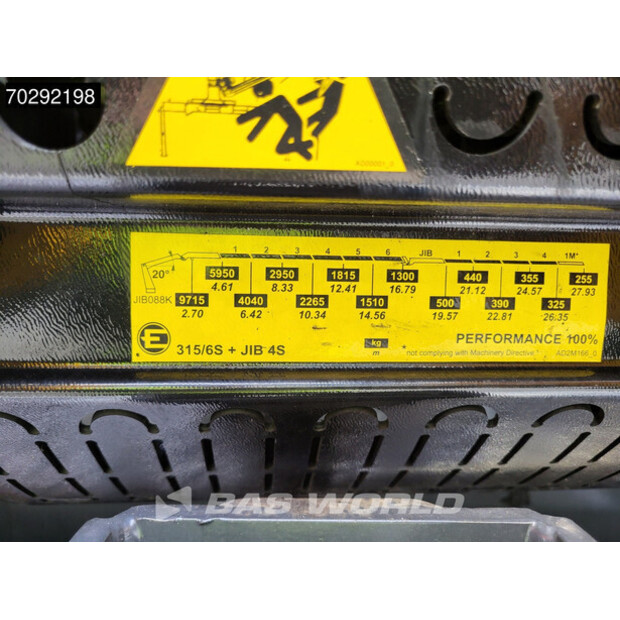 70292198
AD00051_0
1 2 3 4 5 6 JIB 1 2 3 4 1M*
20°
5950 2950 1815 1300 440 355 255
4.61 8.33 12.41 16.79 21.12 24.57 27.93
JIB088K
9715 4040 2265 1510 500 390 325
2.70 6.42 10.34 14.56 19.57 22.81 26.35
E 315/6S + JIB 4S
kg
m
PERFORMANCE 100%
not complying with Machinery Directive AD2M166_0
BAS WORLD